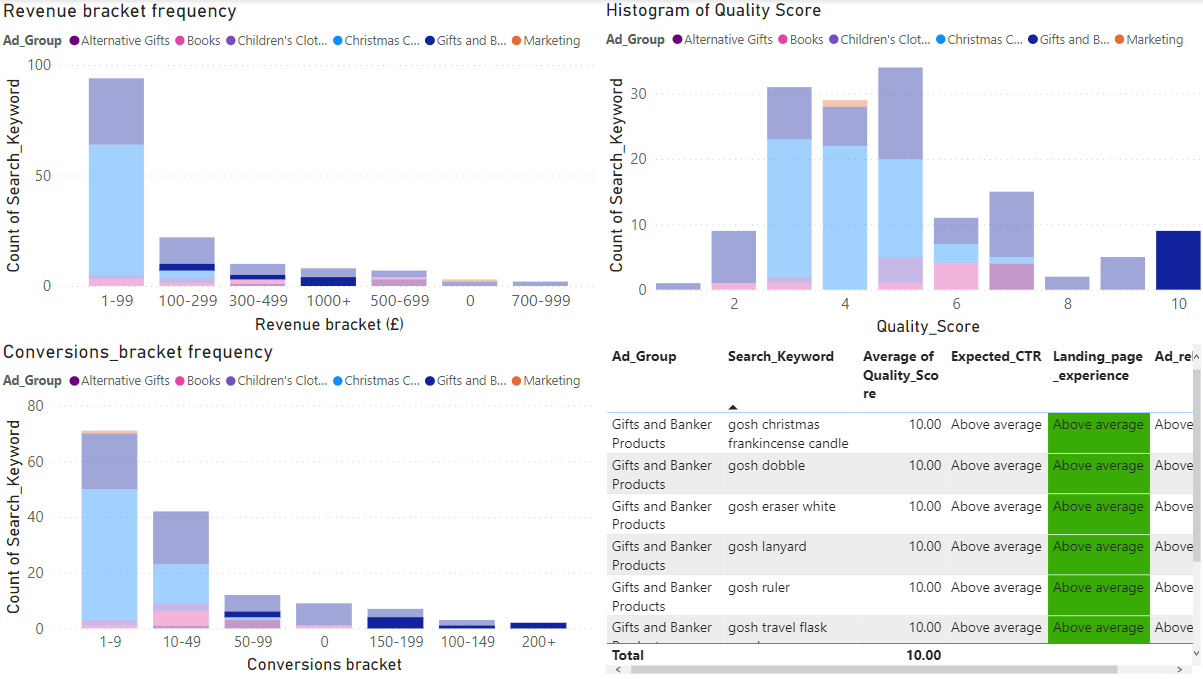 Revenue bracket frequency
Ad_Group Alternative Gifts Books Children's Clot... Christmas C... Gifts and B... Marketing
Count of Search_Keyword
100
50
0
1-99 100-299 300-499 1000+ 500-699 0 700-999
Revenue bracket (£)
Histogram of Quality Score
Ad_Group Alternative Gifts Books Children's Clot... Christmas C... Gifts and B... Marketing
Count of Search_Keyword
30
20
10
0
2 4 6 8 10
Quality_Score
Conversions_bracket frequency
Ad_Group Alternative Gifts Books Children's Clot... Christmas C... Gifts and B... Marketing
Count of Search_Keyword
80
60
40
20
0
1-9 10-49 50-99 0 150-199 100-149 200+
Conversions bracket
Ad_Group Search_Keyword Average of Expected_CTR Landing_page Ad_rel
Quality_Sco _experience
re
Gifts and Banker gosh christmas 10.00 Above average Above average Above
Products frankincense candle
Gifts and Banker gosh dobble 10.00 Above average Above average Above
Products
Gifts and Banker gosh eraser white 10.00 Above average Above average Above
Products
Gifts and Banker gosh lanyard 10.00 Above average Above average Above
Products
Gifts and Banker gosh ruler 10.00 Above average Above average Above
Products
Gifts and Banker gosh travel flask 10.00 Above average Above average Above
Total 10.00